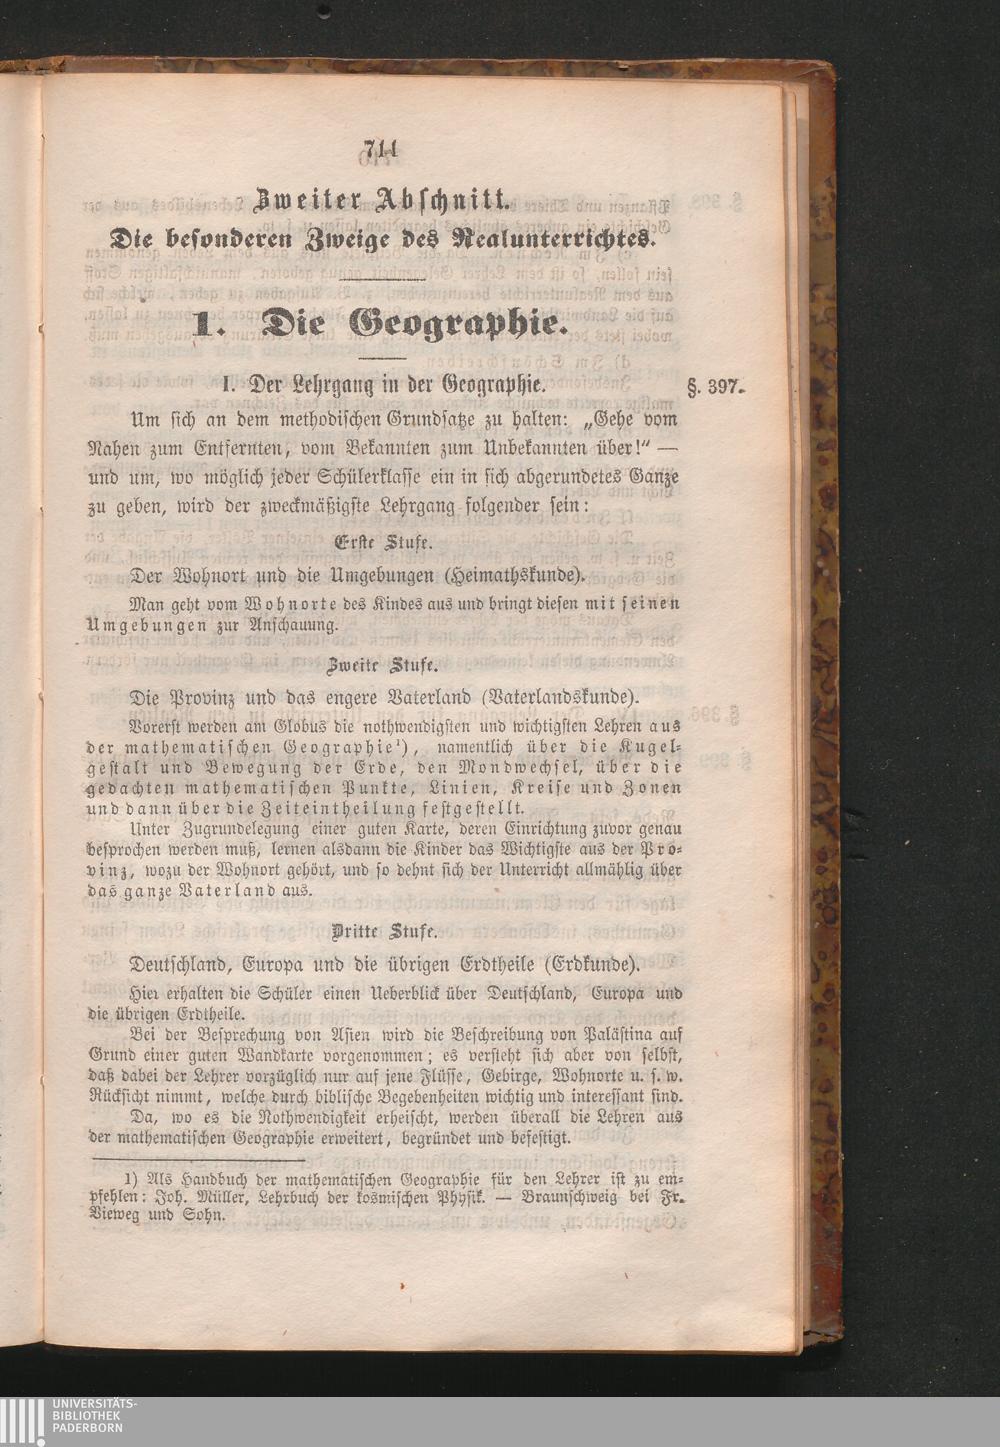 711
Zweiter Abschnitt.
Die besonderen Zweige des Realunterrichtes.
1. Die Geographie.
I. Der Lehrgang in der Geographie. §. 397.
Um sich an dem methodischen Grundsatze zu halten: „Gehe vom
Nahen zum Entfernten, vom Bekannten zum Unbekannten über!“ —
und um, wo möglich jeder Schülerklasse ein in sich abgerundetes Ganze
zu geben, wird der zweckmäßigste Lehrgang folgender sein:
Erste Stufe.
Der Wohnort und die Umgebungen (Heimathskunde).
Man geht vom Wohnorte des Kindes aus und bringt diesen mit seinen
Umgebungen zur Anschauung.
Zweite Stufe.
Die Provinz und das engere Vaterland (Vaterlandskunde).
Vorerst werden am Globus die nothwendigsten und wichtigsten Lehren aus
der mathematischen Geographie¹), namentlich über die Kugel-
gestalt und Bewegung der Erde, den Mondwechsel, über die
gedachten mathematischen Punkte, Linien, Kreise und Zonen
und dann über die Zeiteintheilung festgestellt.
Unter Zugrundelegung einer guten Karte, deren Einrichtung zuvor genau
besprochen werden muß, lernen alsdann die Kinder das Wichtigste aus der Pro-
vinz, wozu der Wohnort gehört, und so dehnt sich der Unterricht allmählig über
das ganze Vaterland aus.
Dritte Stufe.
Deutschland, Europa und die übrigen Erdtheile (Erdkunde).
Hier erhalten die Schüler einen Ueberblick über Deutschland, Europa und
die übrigen Erdtheile.
Bei der Besprechung von Asien wird die Beschreibung von Palästina auf
Grund einer guten Wandkarte vorgenommen; es versteht sich aber von selbst,
daß dabei der Lehrer vorzüglich nur auf jene Flüsse, Gebirge, Wohnorte u. s. w.
Rücksicht nimmt, welche durch biblische Begebenheiten wichtig und interessant sind.
Da, wo es die Nothwendigkeit erheischt, werden überall die Lehren aus
der mathematischen Geographie erweitert, begründet und befestigt.
1) Als Handbuch der mathematischen Geographie für den Lehrer ist zu em-
pfehlen: Joh. Müller, Lehrbuch der kosmischen Physik. — Braunschweig bei Fr.
Vieweg und Sohn.
UNIVERSITÄTS-
BIBLIOTHEK
PADERBORN